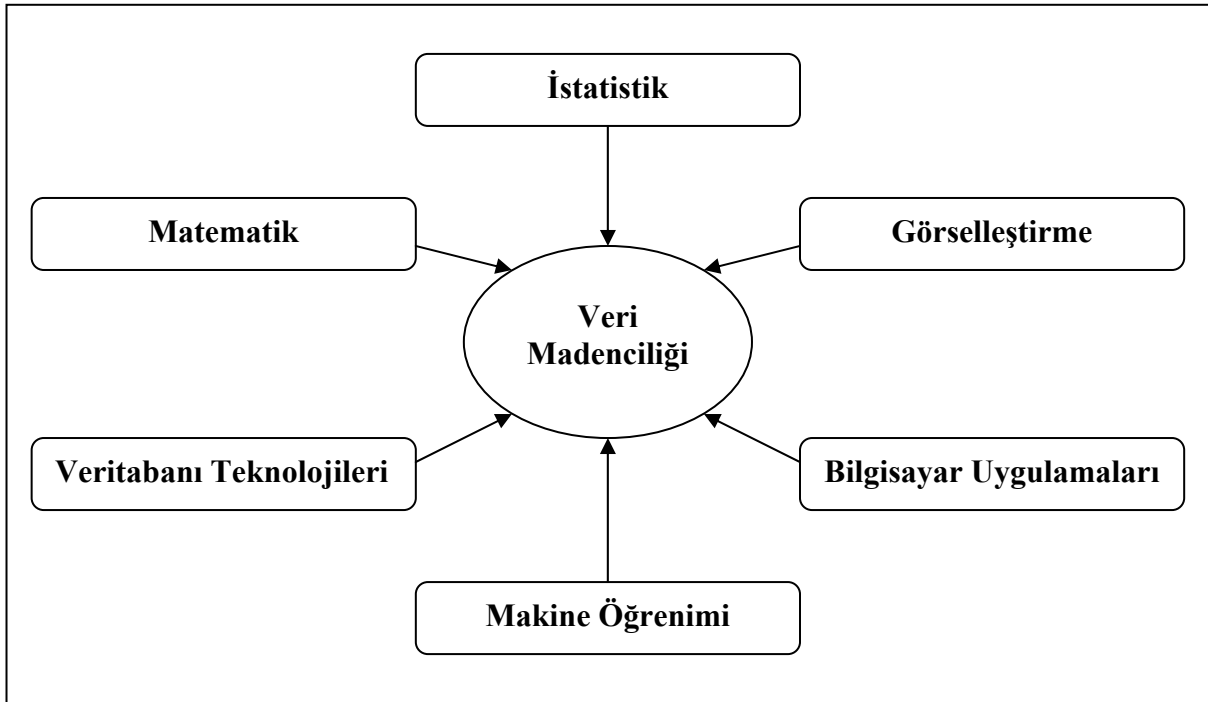 İstatistik
Matematik
Görselleştirme
Veri
Madenciliği
Veritabanı Teknolojileri
Bilgisayar Uygulamaları
Makine Öğrenimi